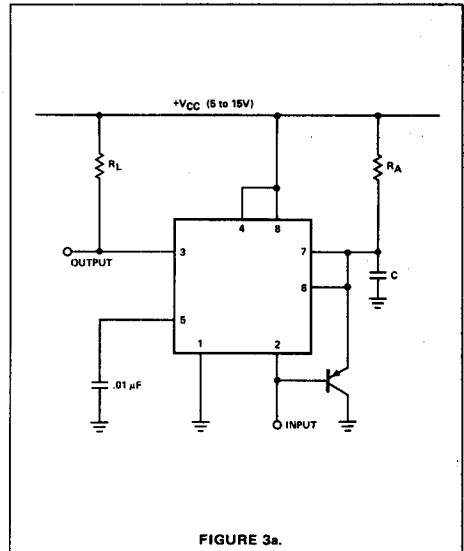 +VCC (5 to 15V)
RL
RA
4
8
OUTPUT
3
7
C
6
5
1
2
.01 μF
INPUT
FIGURE 3a.